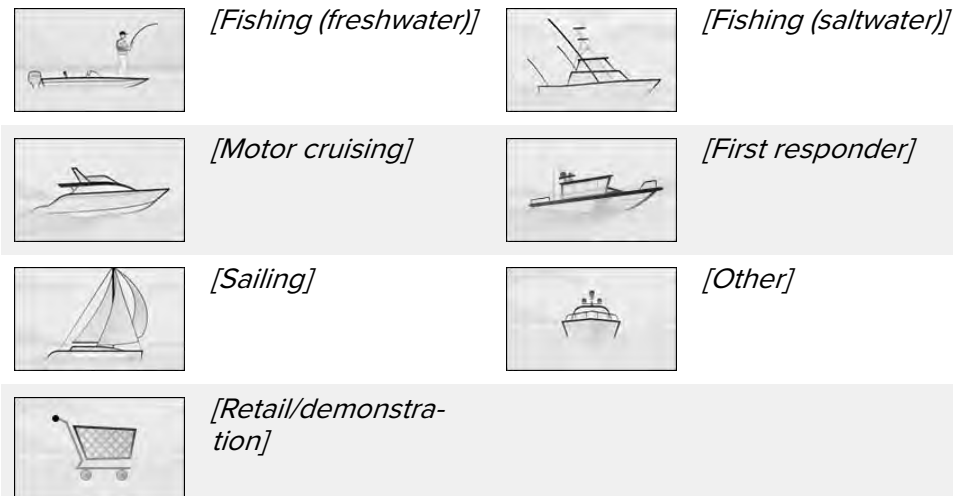 [Fishing (freshwater)]
[Fishing (saltwater)]
[Motor cruising]
[First responder]
[Sailing]
[Other]
[Retail/demonstra-
tion]